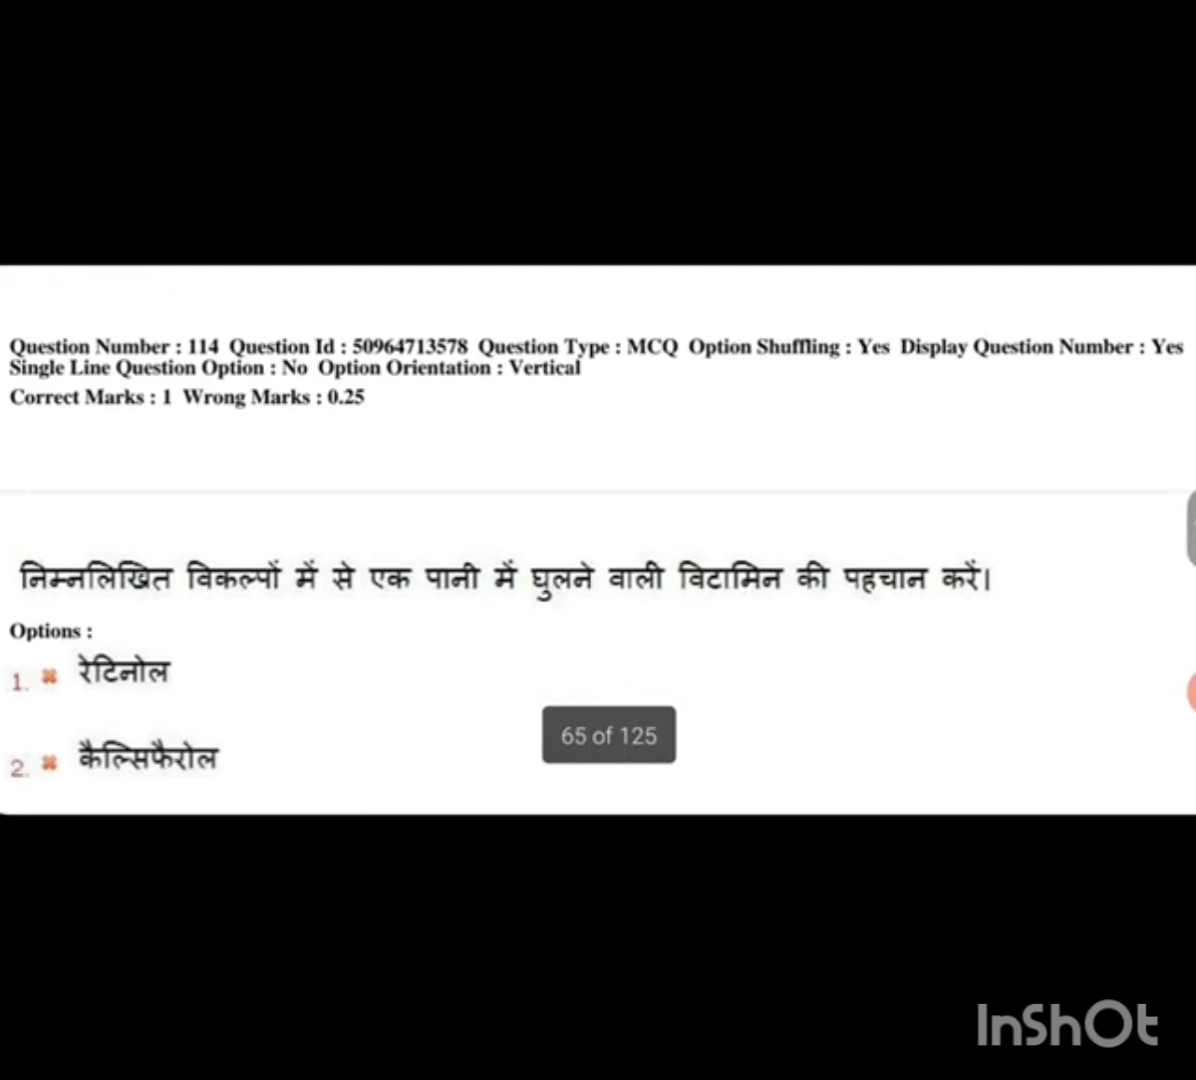 Question Number : 114 Question Id : 50964713578 Question Type : MCQ Option Shuffling : Yes Display Question Number : Yes
Single Line Question Option : No Option Orientation : Vertical
Correct Marks : 1 Wrong Marks : 0.25
निम्नलिखित विकल्पों में से एक पानी में घुलने वाली विटामिन की पहचान करें।
Options :
1. ✖ रेटिनोल
65 of 125
2. ✖ कैल्सिफैरोल
InShOt